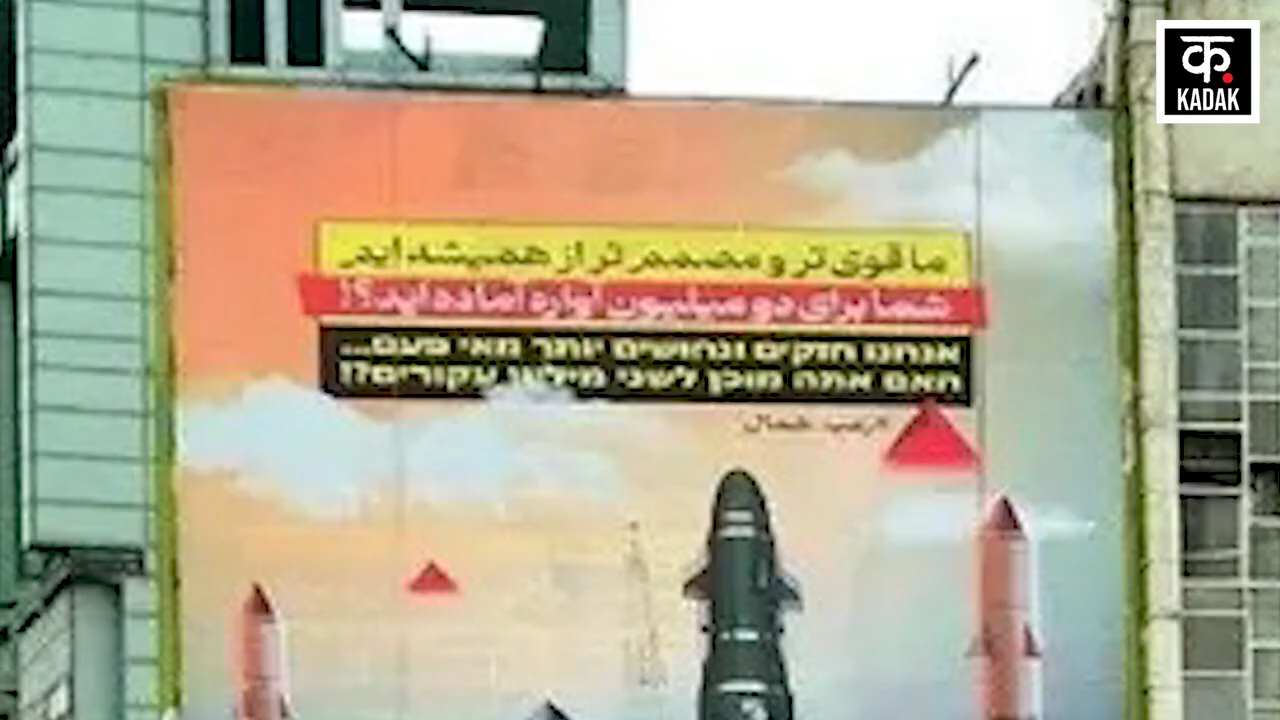 ما قوی تر و مصمم تر از همیشه ایم
شما برای دو میلیون آواره آماده اید؟!
אנחנו חזקים ונחושים יותר מאי פעם...
האם אתה מוכן לשני מיליון עקורים?!
क.
KADAK